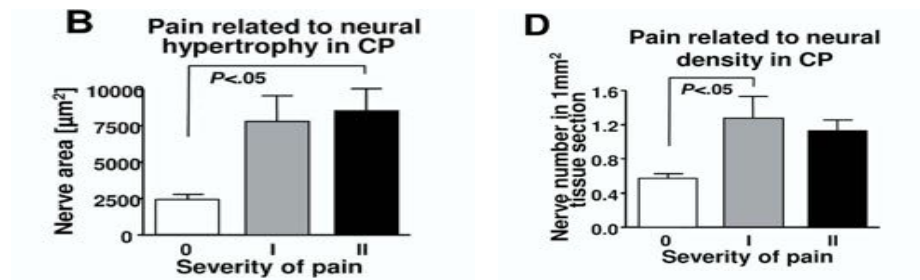 B
Pain related to neural
hypertrophy in CP
P<.05
Nerve area [μm²]
10000
7500
5000
2500
0
0 I II
Severity of pain
D
Pain related to neural
density in CP
P<.05
Nerve number in 1mm²
tissue section
1.6
1.2
0.8
0.4
0.0
0 I II
Severity of pain